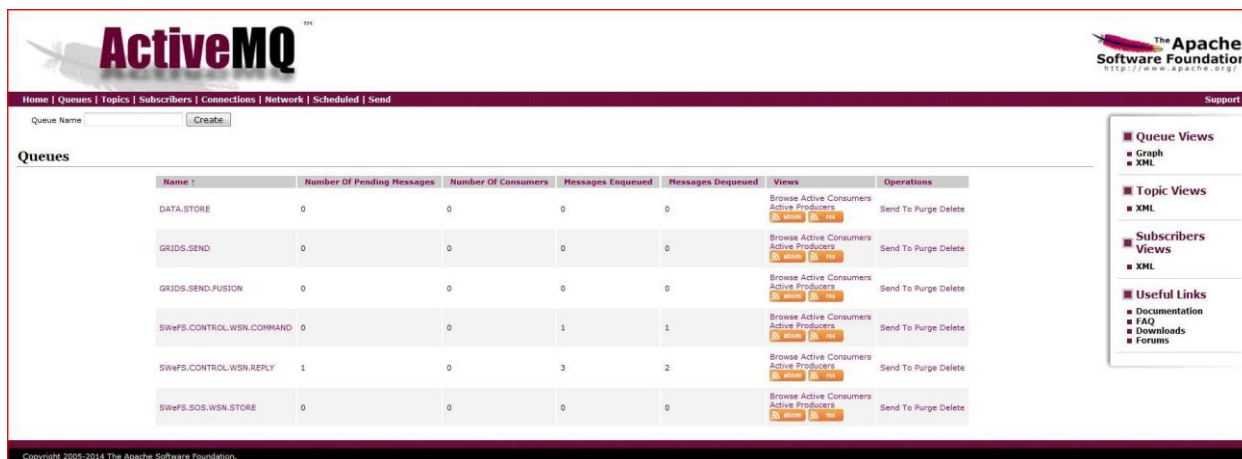 ActiveMQ TM
The Apache
Software Foundation
http://www.apache.org/
Home | Queues | Topics | Subscribers | Connections | Network | Scheduled | Send
Support
Queue Name Create
Queues
Name ↑ Number Of Pending Messages Number Of Consumers Messages Enqueued Messages Dequeued Views Operations
DATA.STORE 0 0 0 0 Browse Active Consumers
Active Producers
atom rss
Send To Purge Delete
GRIDS.SEND 0 0 0 0 Browse Active Consumers
Active Producers
atom rss
Send To Purge Delete
GRIDS.SEND.FUSION 0 0 0 0 Browse Active Consumers
Active Producers
atom rss
Send To Purge Delete
SWeFS.CONTROL.WSN.COMMAND 0 0 1 1 Browse Active Consumers
Active Producers
atom rss
Send To Purge Delete
SWeFS.CONTROL.WSN.REPLY 1 0 3 2 Browse Active Consumers
Active Producers
atom rss
Send To Purge Delete
SWeFS.SOS.WSN.STORE 0 0 0 0 Browse Active Consumers
Active Producers
atom rss
Send To Purge Delete
Queue Views
Graph
XML
Topic Views
XML
Subscribers
Views
XML
Useful Links
Documentation
FAQ
Downloads
Forums
Copyright 2005-2014 The Apache Software Foundation.